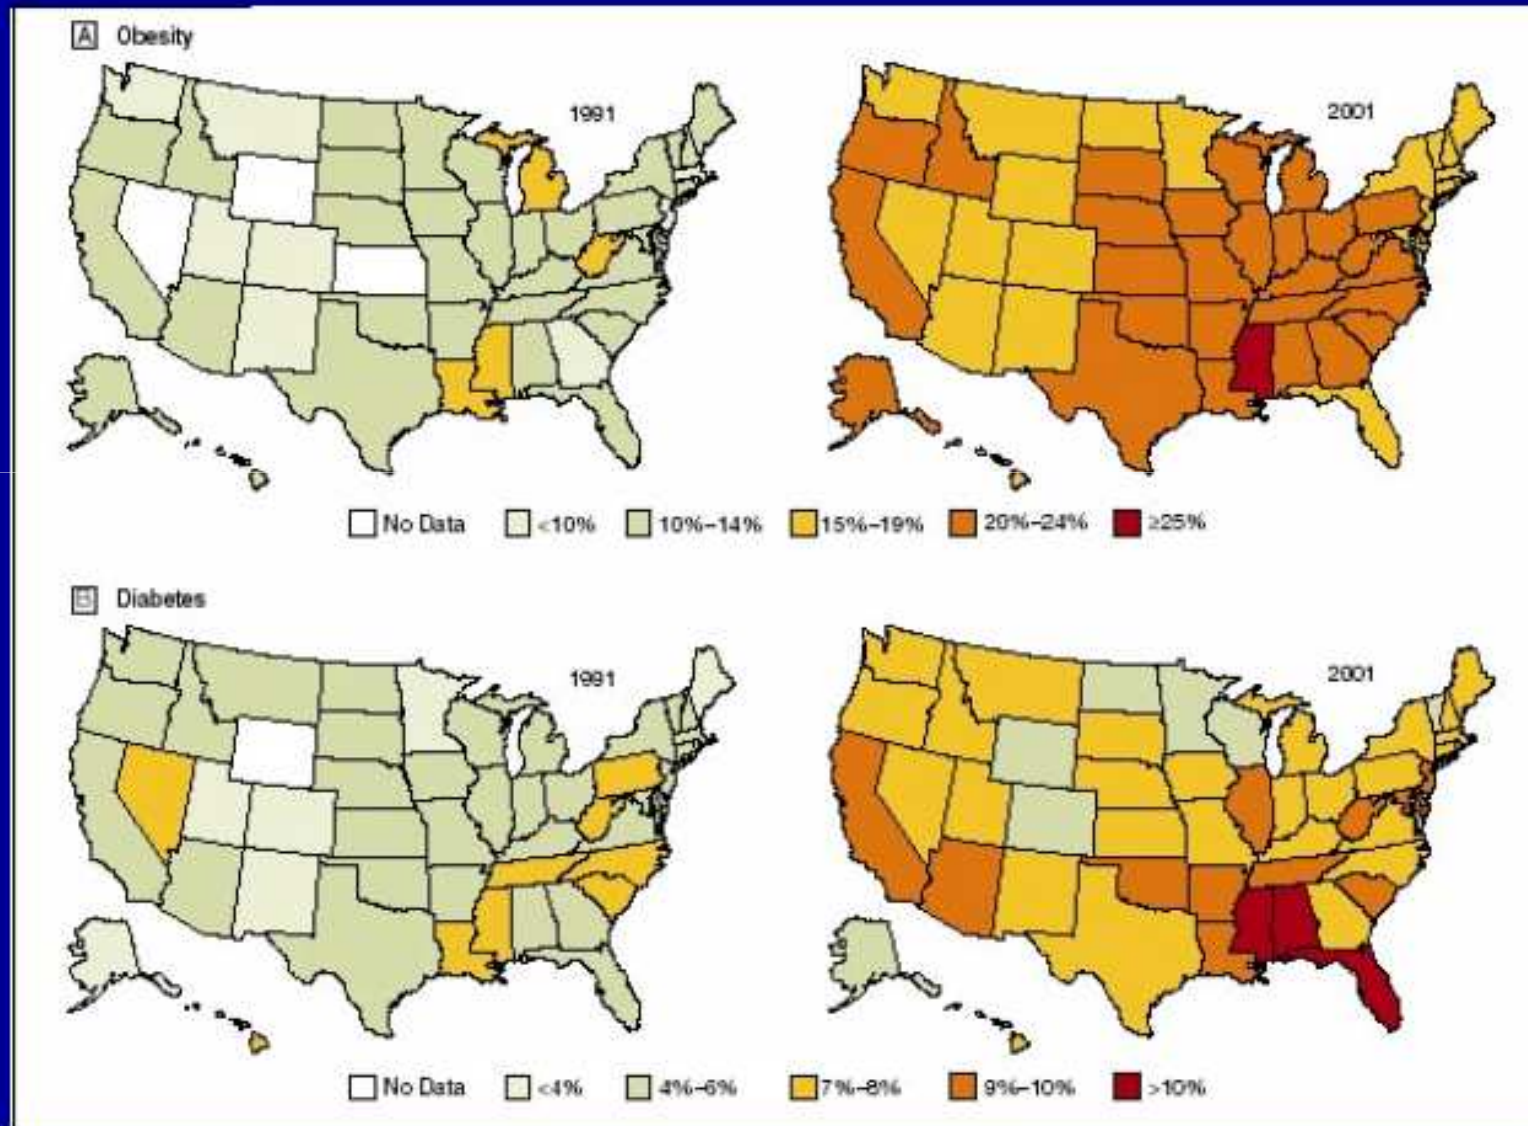 A Obesity
1991
2001
No Data <10% 10%–14% 15%–19% 20%–24% ≥25%
B Diabetes
1991
2001
No Data <4% 4%–6% 7%–8% 9%–10% >10%